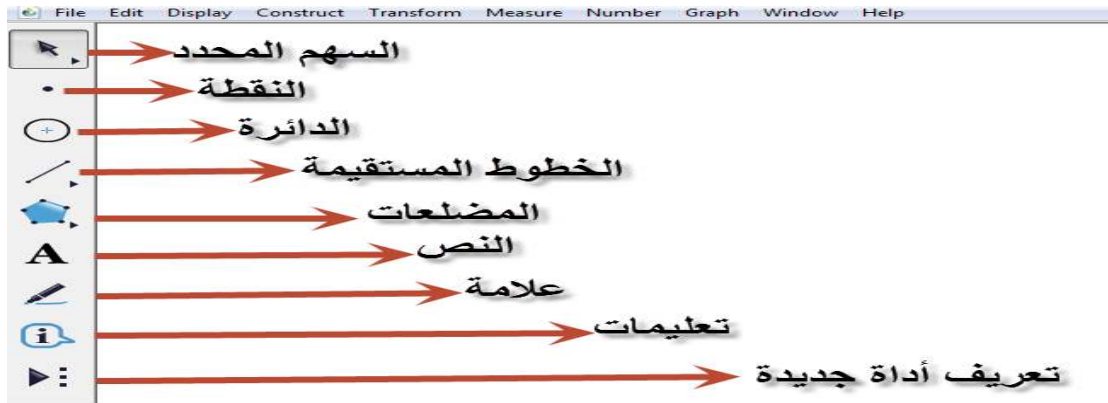 File Edit Display Construct Transform Measure Number Graph Window Help
السهم المحدد
النقطة
الدائرة
الخطوط المستقيمة
المضلعات
A النص
علامة
i تعليمات
تعريف أداة جديدة